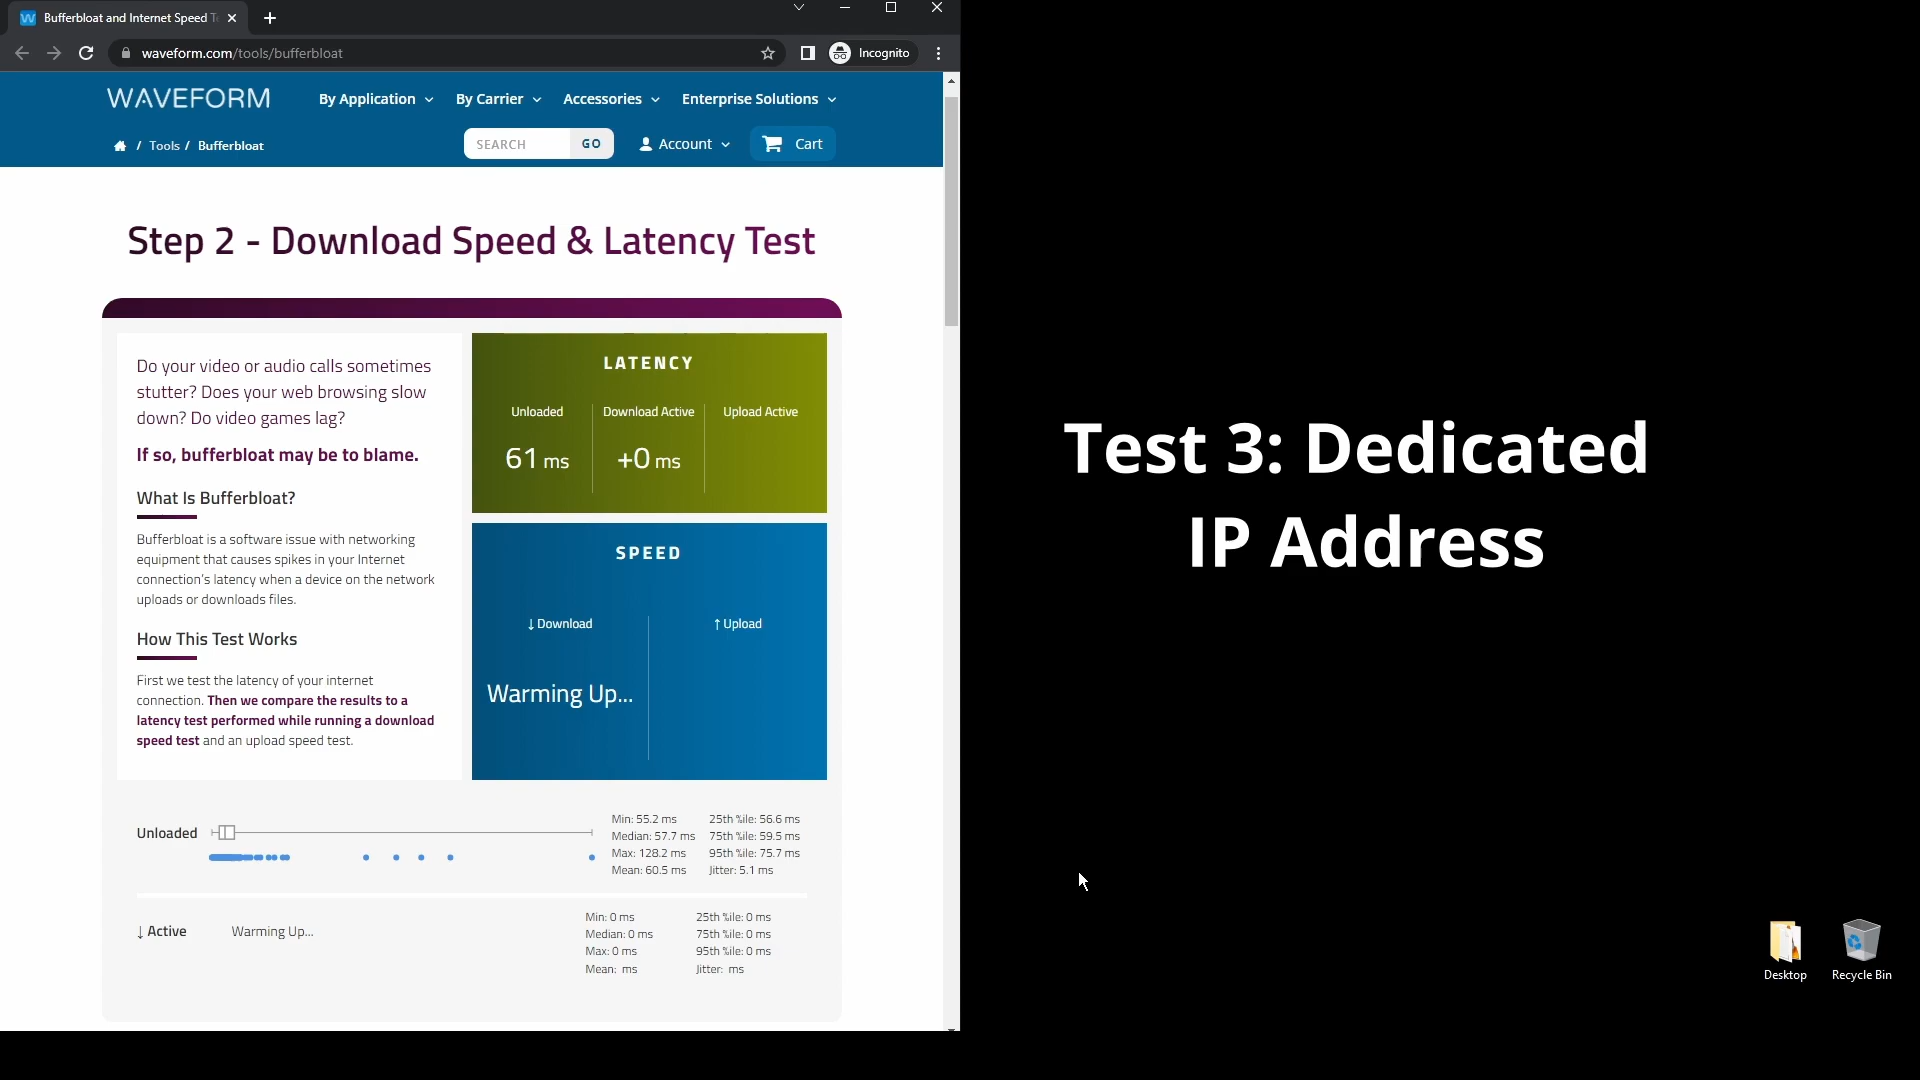 Bufferbloat and Internet Speed T
waveform.com/tools/bufferbloat
Incognito
WAVEFORM
By Application
By Carrier
Accessories
Enterprise Solutions
/ Tools / Bufferbloat
SEARCH
GO
Account
Cart
Step 2 - Download Speed & Latency Test
Do your video or audio calls sometimes
stutter? Does your web browsing slow
down? Do video games lag?
If so, bufferbloat may be to blame.
What Is Bufferbloat?
Bufferbloat is a software issue with networking
equipment that causes spikes in your Internet
connection's latency when a device on the network
uploads or downloads files.
How This Test Works
First we test the latency of your internet
connection. Then we compare the results to a
latency test performed while running a download
speed test and an upload speed test.
LATENCY
Unloaded
Download Active
Upload Active
61 ms
+0 ms
SPEED
↓ Download
↑ Upload
Warming Up...
Unloaded
Min: 55.2 ms
25th %ile: 56.6 ms
Median: 57.7 ms
75th %ile: 59.5 ms
Max: 128.2 ms
95th %ile: 75.7 ms
Mean: 60.5 ms
Jitter: 5.1 ms
↓ Active
Warming Up...
Min: 0 ms
25th %ile: 0 ms
Median: 0 ms
75th %ile: 0 ms
Max: 0 ms
95th %ile: 0 ms
Mean: ms
Jitter: ms
Test 3: Dedicated
IP Address
Desktop
Recycle Bin